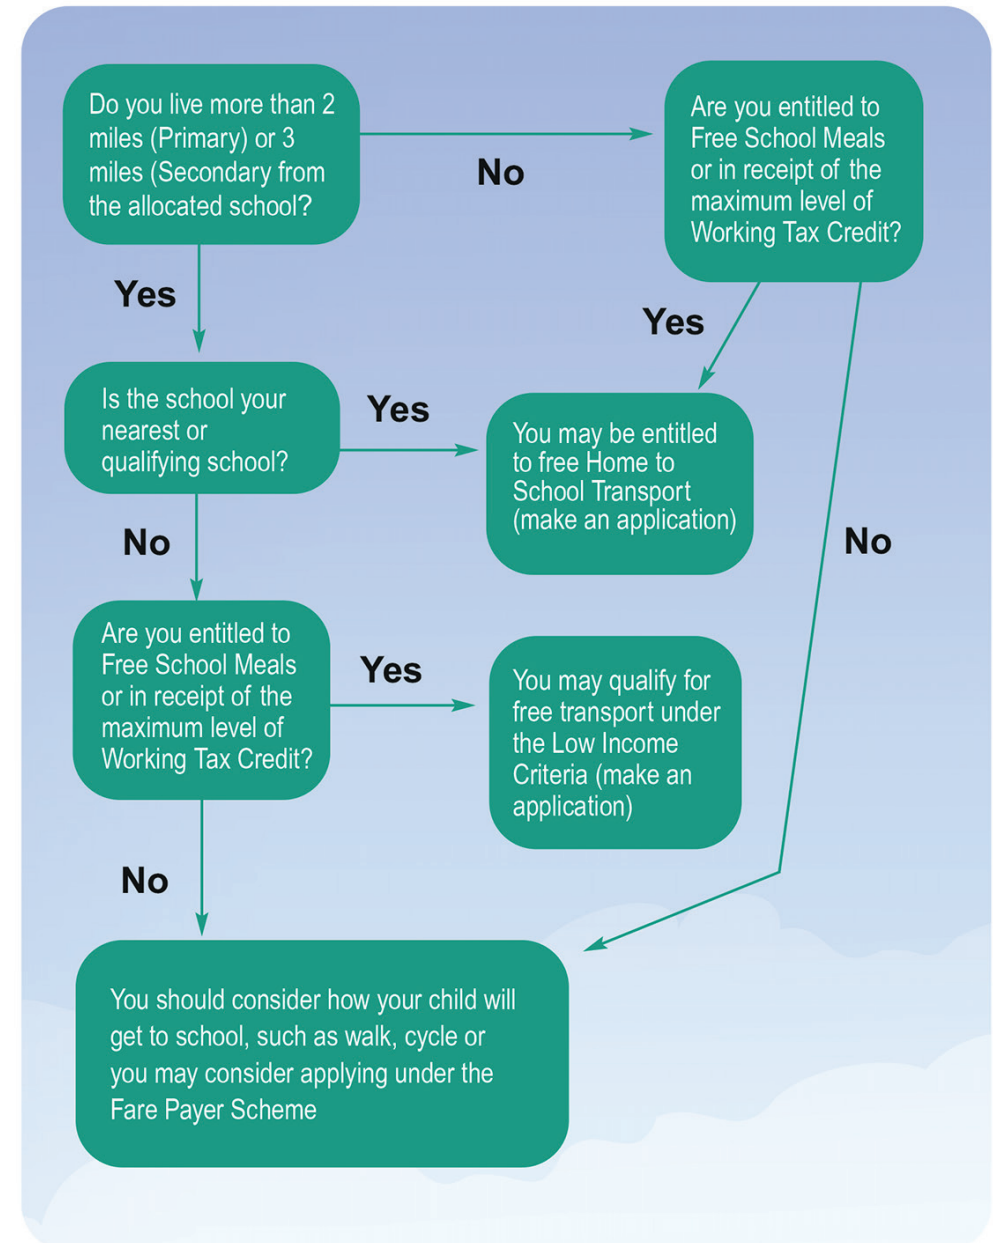 Do you live more than 2
miles (Primary) or 3
miles (Secondary from
the allocated school?
No
Are you entitled to
Free School Meals
or in receipt of the
maximum level of
Working Tax Credit?
Yes
Yes
Is the school your
nearest or
qualifying school?
Yes
You may be entitled
to free Home to
School Transport
(make an application)
No
No
Are you entitled to
Free School Meals
or in receipt of the
maximum level of
Working Tax Credit?
Yes
You may qualify for
free transport under
the Low Income
Criteria (make an
application)
No
You should consider how your child will
get to school, such as walk, cycle or
you may consider applying under the
Fare Payer Scheme